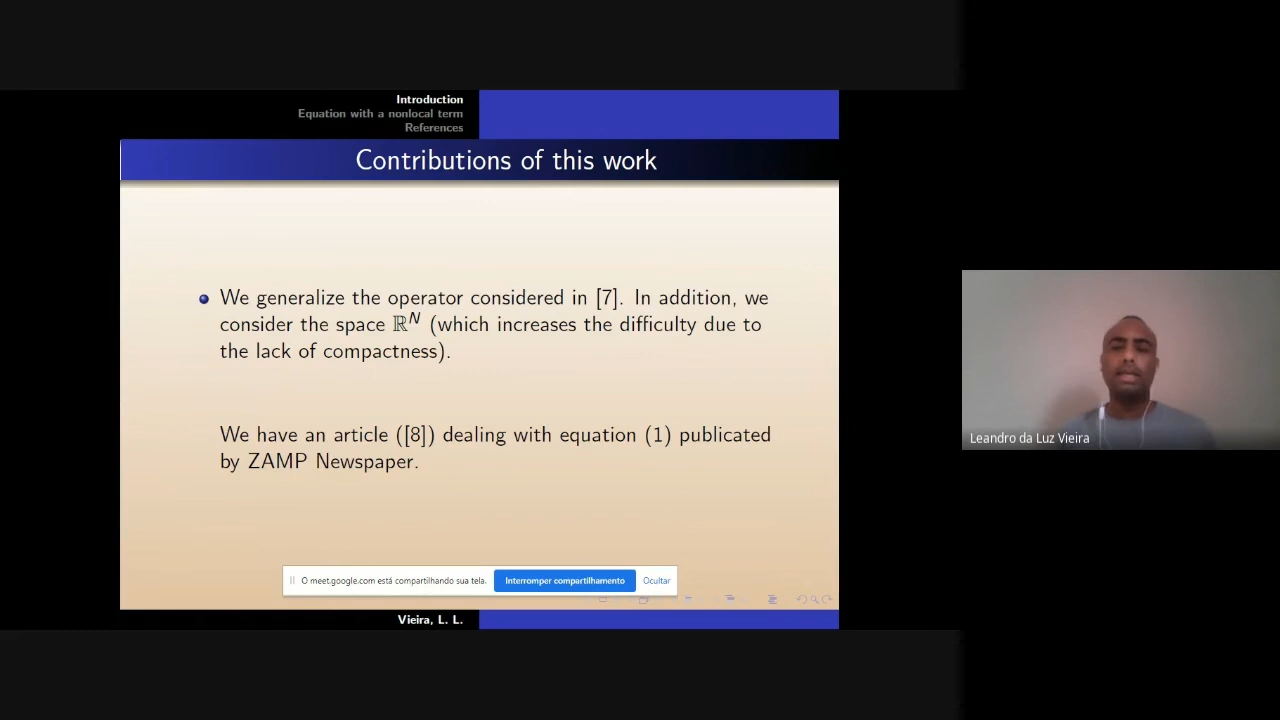 Introduction
Equation with a nonlocal term
References
Contributions of this work
We generalize the operator considered in [7]. In addition, we
consider the space ℝᴺ (which increases the difficulty due to
the lack of compactness).
We have an article ([8]) dealing with equation (1) publicated
by ZAMP Newspaper.
O meet.google.com está compartilhando sua tela. Interromper compartilhamento Ocultar
Vieira, L. L.
Leandro da Luz Vieira